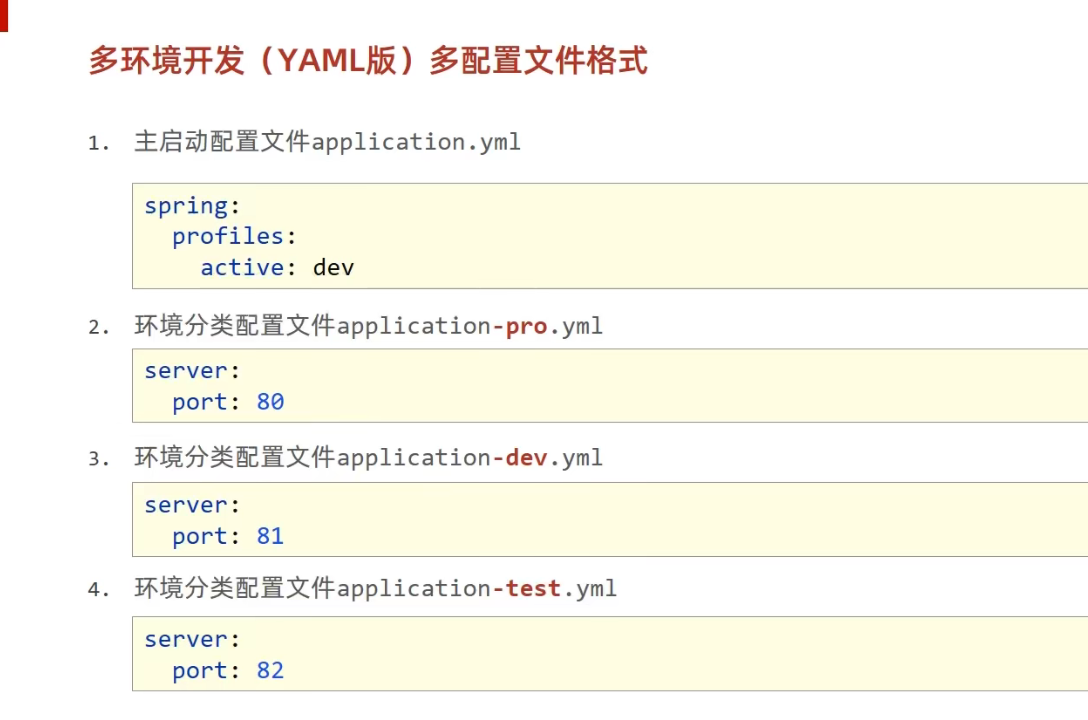 多环境开发（YAML版）多配置文件格式
1. 主启动配置文件application.yml
spring:
  profiles:
    active: dev
2. 环境分类配置文件application-pro.yml
server:
  port: 80
3. 环境分类配置文件application-dev.yml
server:
  port: 81
4. 环境分类配置文件application-test.yml
server:
  port: 82